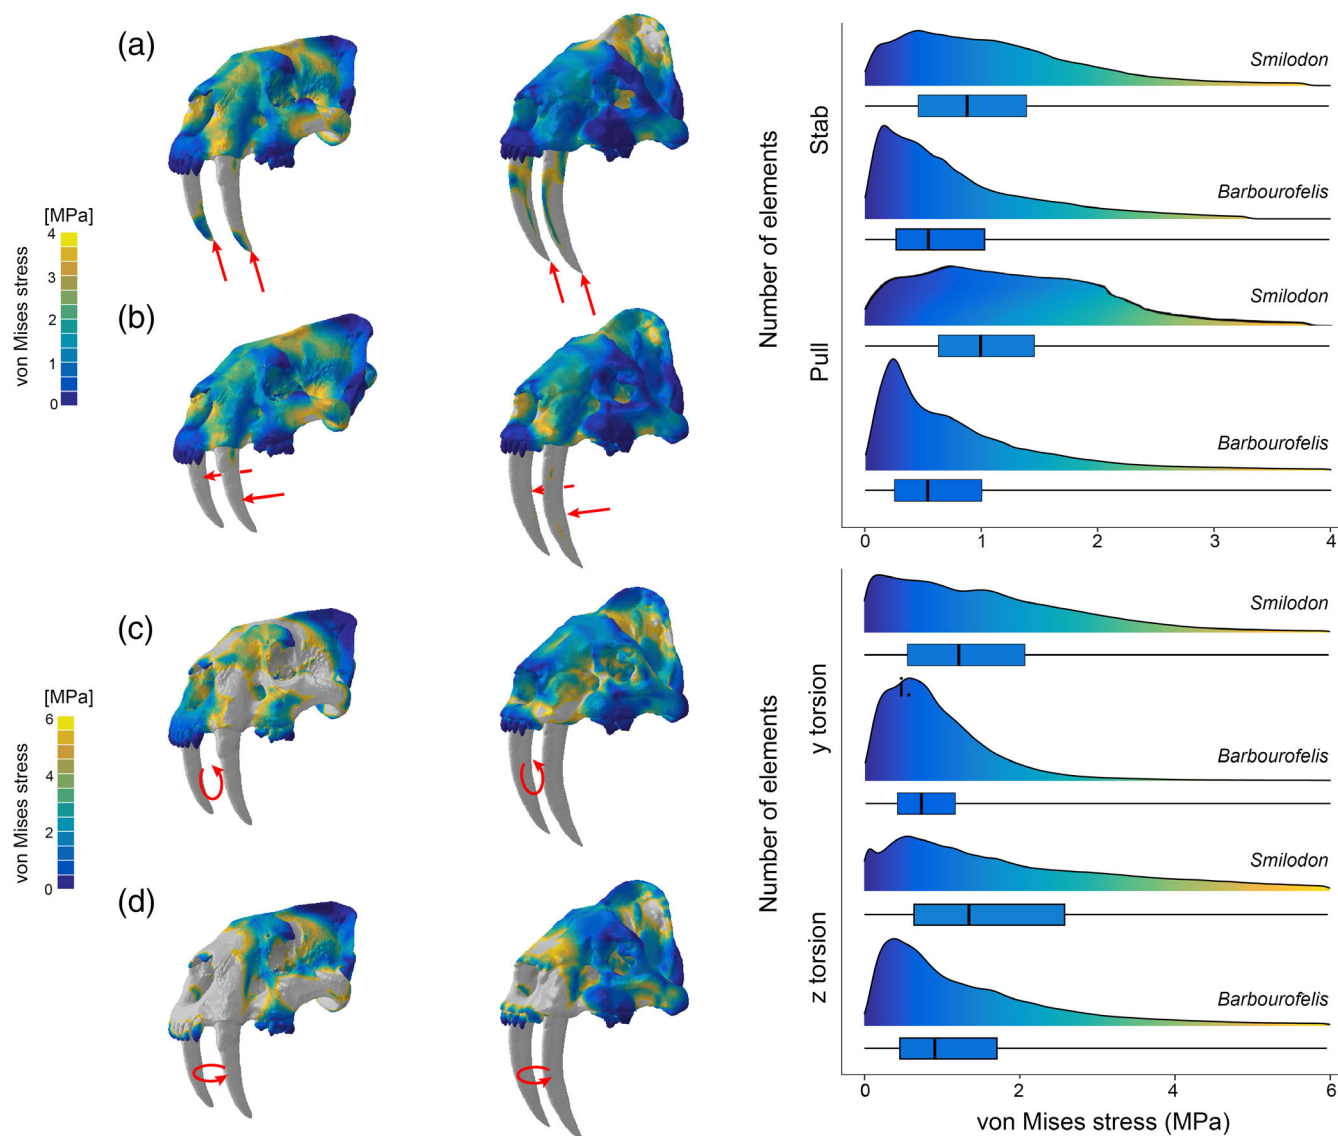 (a)
[MPa]
4
3
2
1
0
von Mises stress
(b)
(c)
[MPa]
6
4
2
0
von Mises stress
(d)
Number of elements
Stab
Smilodon
Barbourofelis
Pull
Smilodon
Barbourofelis
0 1 2 3 4
Number of elements
y torsion
Smilodon
Barbourofelis
z torsion
Smilodon
Barbourofelis
0 2 4 6
von Mises stress (MPa)